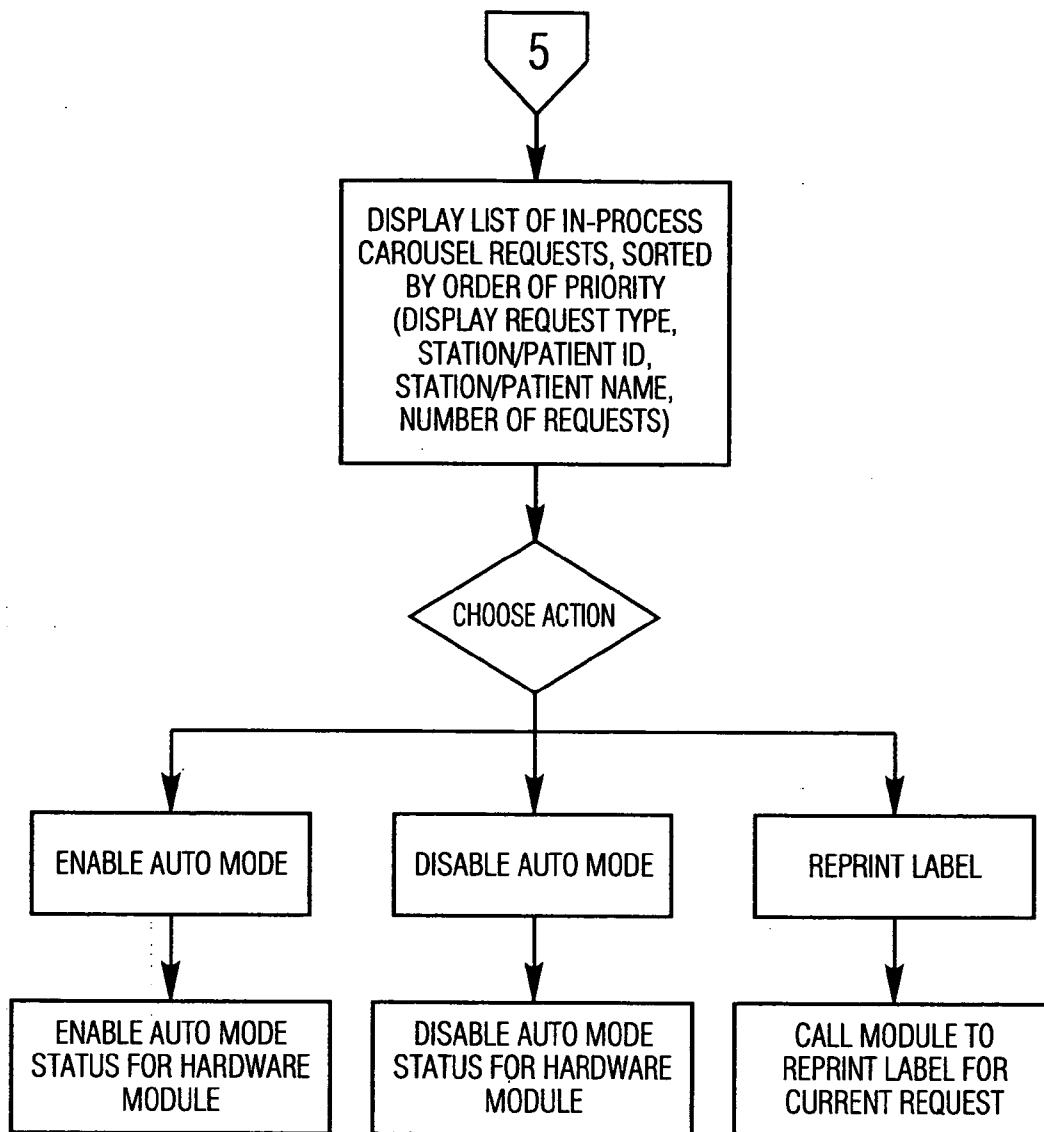 5
DISPLAY LIST OF IN-PROCESS
CAROUSEL REQUESTS, SORTED
BY ORDER OF PRIORITY
(DISPLAY REQUEST TYPE,
STATION/PATIENT ID,
STATION/PATIENT NAME,
NUMBER OF REQUESTS)
CHOOSE ACTION
ENABLE AUTO MODE
DISABLE AUTO MODE
REPRINT LABEL
ENABLE AUTO MODE
STATUS FOR HARDWARE
MODULE
DISABLE AUTO MODE
STATUS FOR HARDWARE
MODULE
CALL MODULE TO
REPRINT LABEL FOR
CURRENT REQUEST